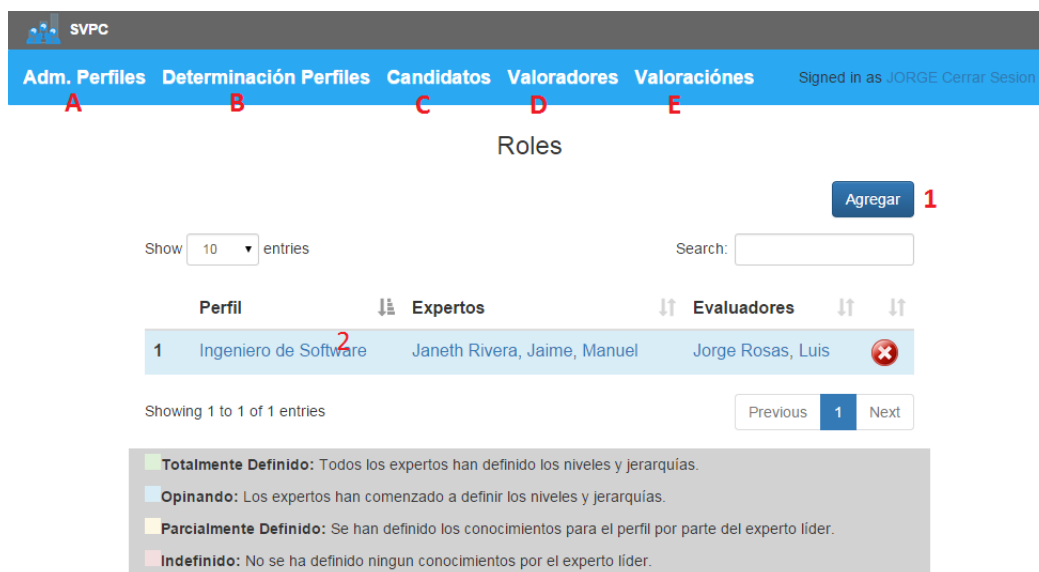 SVPC
Adm. Perfiles Determinación Perfiles Candidatos Valoradores Valoraciónes Signed in as JORGE Cerrar Sesion
A B C D E
Roles
Agregar 1
Show 10 entries Search:
Perfil Expertos Evaluadores
1 Ingeniero de Software 2 Janeth Rivera, Jaime, Manuel Jorge Rosas, Luis
Showing 1 to 1 of 1 entries Previous 1 Next
Totalmente Definido: Todos los expertos han definido los niveles y jerarquías.
Opinando: Los expertos han comenzado a definir los niveles y jerarquías.
Parcialmente Definido: Se han definido los conocimientos para el perfil por parte del experto líder.
Indefinido: No se ha definido ningun conocimientos por el experto líder.